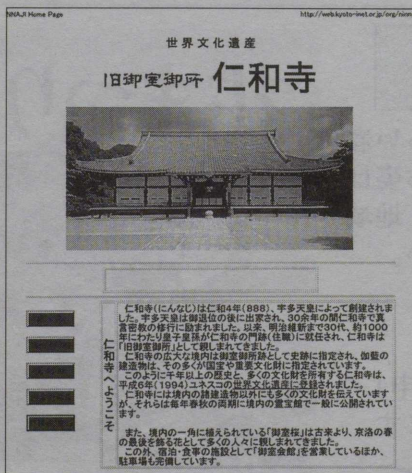 NNAJI Home Page
http://web.kyoto-inet.or.jp/org/ninn
世界文化遺産
旧御室御所 仁和寺
仁和寺へようこそ
仁和寺(にんなじ)は仁和4年(888)、宇多天皇によって創建されま
した。宇多天皇は御退位の後に出家され、30余年の間仁和寺で真
言密教の修行に励まれました。以来、明治維新まで30代、約1000
年にわたり皇子皇孫が仁和寺の門跡(住職)に就任され、仁和寺は
「旧御室御所」として親しまれてきました。
仁和寺の広大な境内は御室御所跡として史跡に指定され、伽藍の
建造物は、その多くが国宝や重要文化財に指定されています。
このように千年以上の歴史と、多くの文化財を所有する仁和寺は、
平成6年(1994)ユネスコの世界文化遺産に登録されました。
仁和寺には境内の諸建造物以外にも多くの文化財を伝えています
が、それらは毎年春秋の両期に境内の霊宝館で一般に公開されてい
ます。
また、境内の一角に植えられている「御室桜」は古来より、京洛の春
の最後を飾る花として多くの人々に親しまれてきました。
この外、宿泊・食事の施設として「御室会館」を営業しているほか、
駐車場も完備しています。